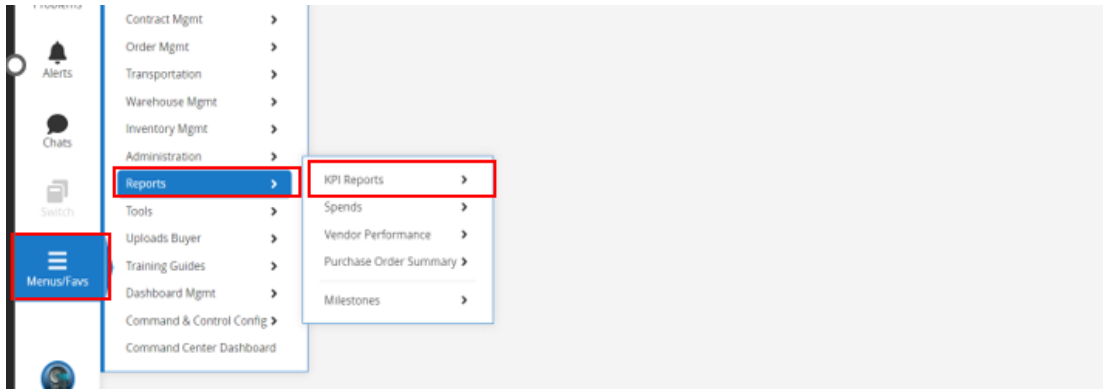 Problems
Alerts
Chats
Switch
Menus/Favs
Contract Mgmt
Order Mgmt
Transportation
Warehouse Mgmt
Inventory Mgmt
Administration
Reports
Tools
Uploads Buyer
Training Guides
Dashboard Mgmt
Command & Control Config
Command Center Dashboard
KPI Reports
Spends
Vendor Performance
Purchase Order Summary
Milestones